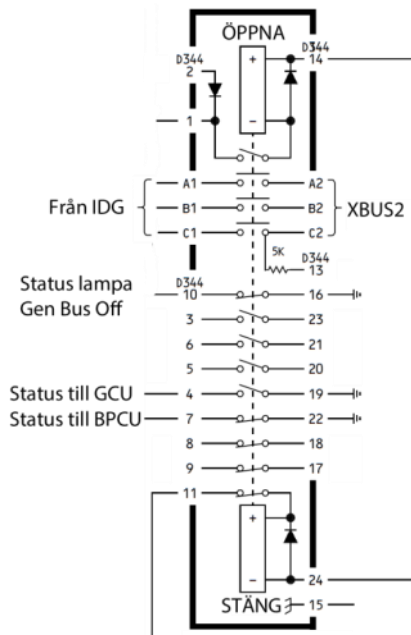 ÖPPNA
D344 D344
2 + 14
1 −
A1 A2
Från IDG B1 B2 XBUS2
C1 C2
5K D344
13
Status lampa D344
Gen Bus Off 10 16
3 23
6 21
5 20
Status till GCU 4 19
Status till BPCU 7 22
8 18
9 17
11
+
− 24
STÄNG 15